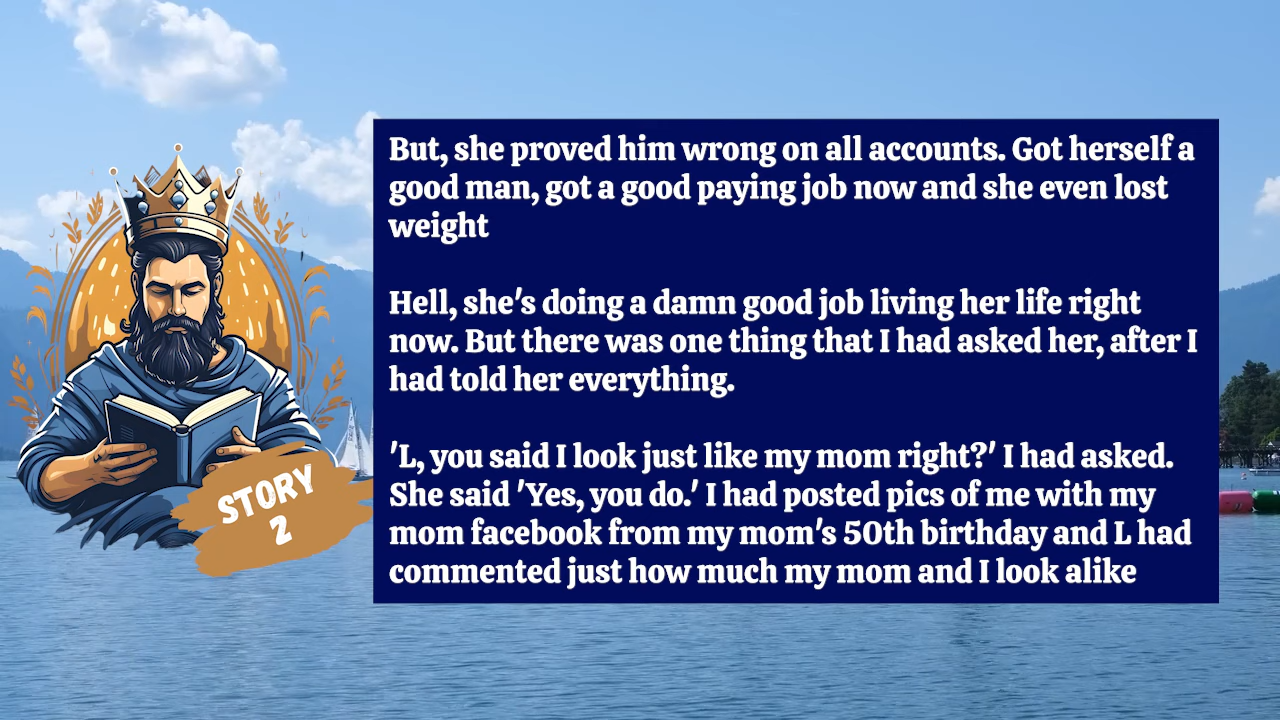 But, she proved him wrong on all accounts. Got herself a
good man, got a good paying job now and she even lost
weight
Hell, she's doing a damn good job living her life right
now. But there was one thing that I had asked her, after I
had told her everything.
'L, you said I look just like my mom right?' I had asked.
She said 'Yes, you do.' I had posted pics of me with my
mom facebook from my mom's 50th birthday and L had
commented just how much my mom and I look alike
STORY
2